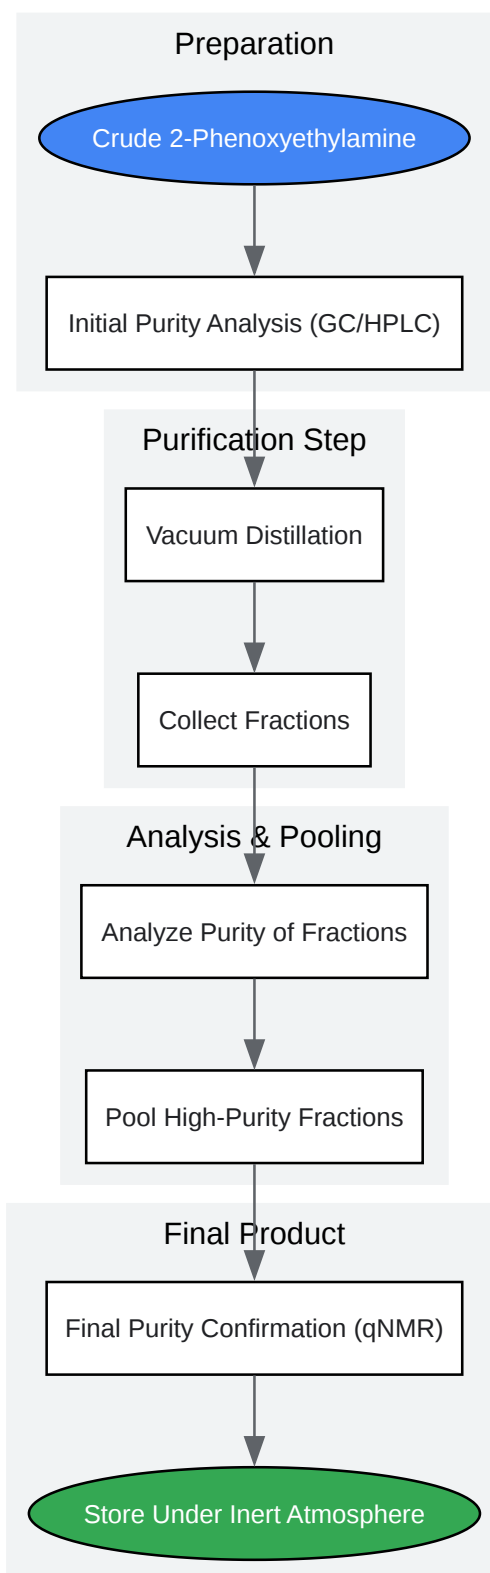 Preparation
Crude 2-Phenoxyethylamine
Initial Purity Analysis (GC/HPLC)
Purification Step
Vacuum Distillation
Collect Fractions
Analysis & Pooling
Analyze Purity of Fractions
Pool High-Purity Fractions
Final Product
Final Purity Confirmation (qNMR)
Store Under Inert Atmosphere